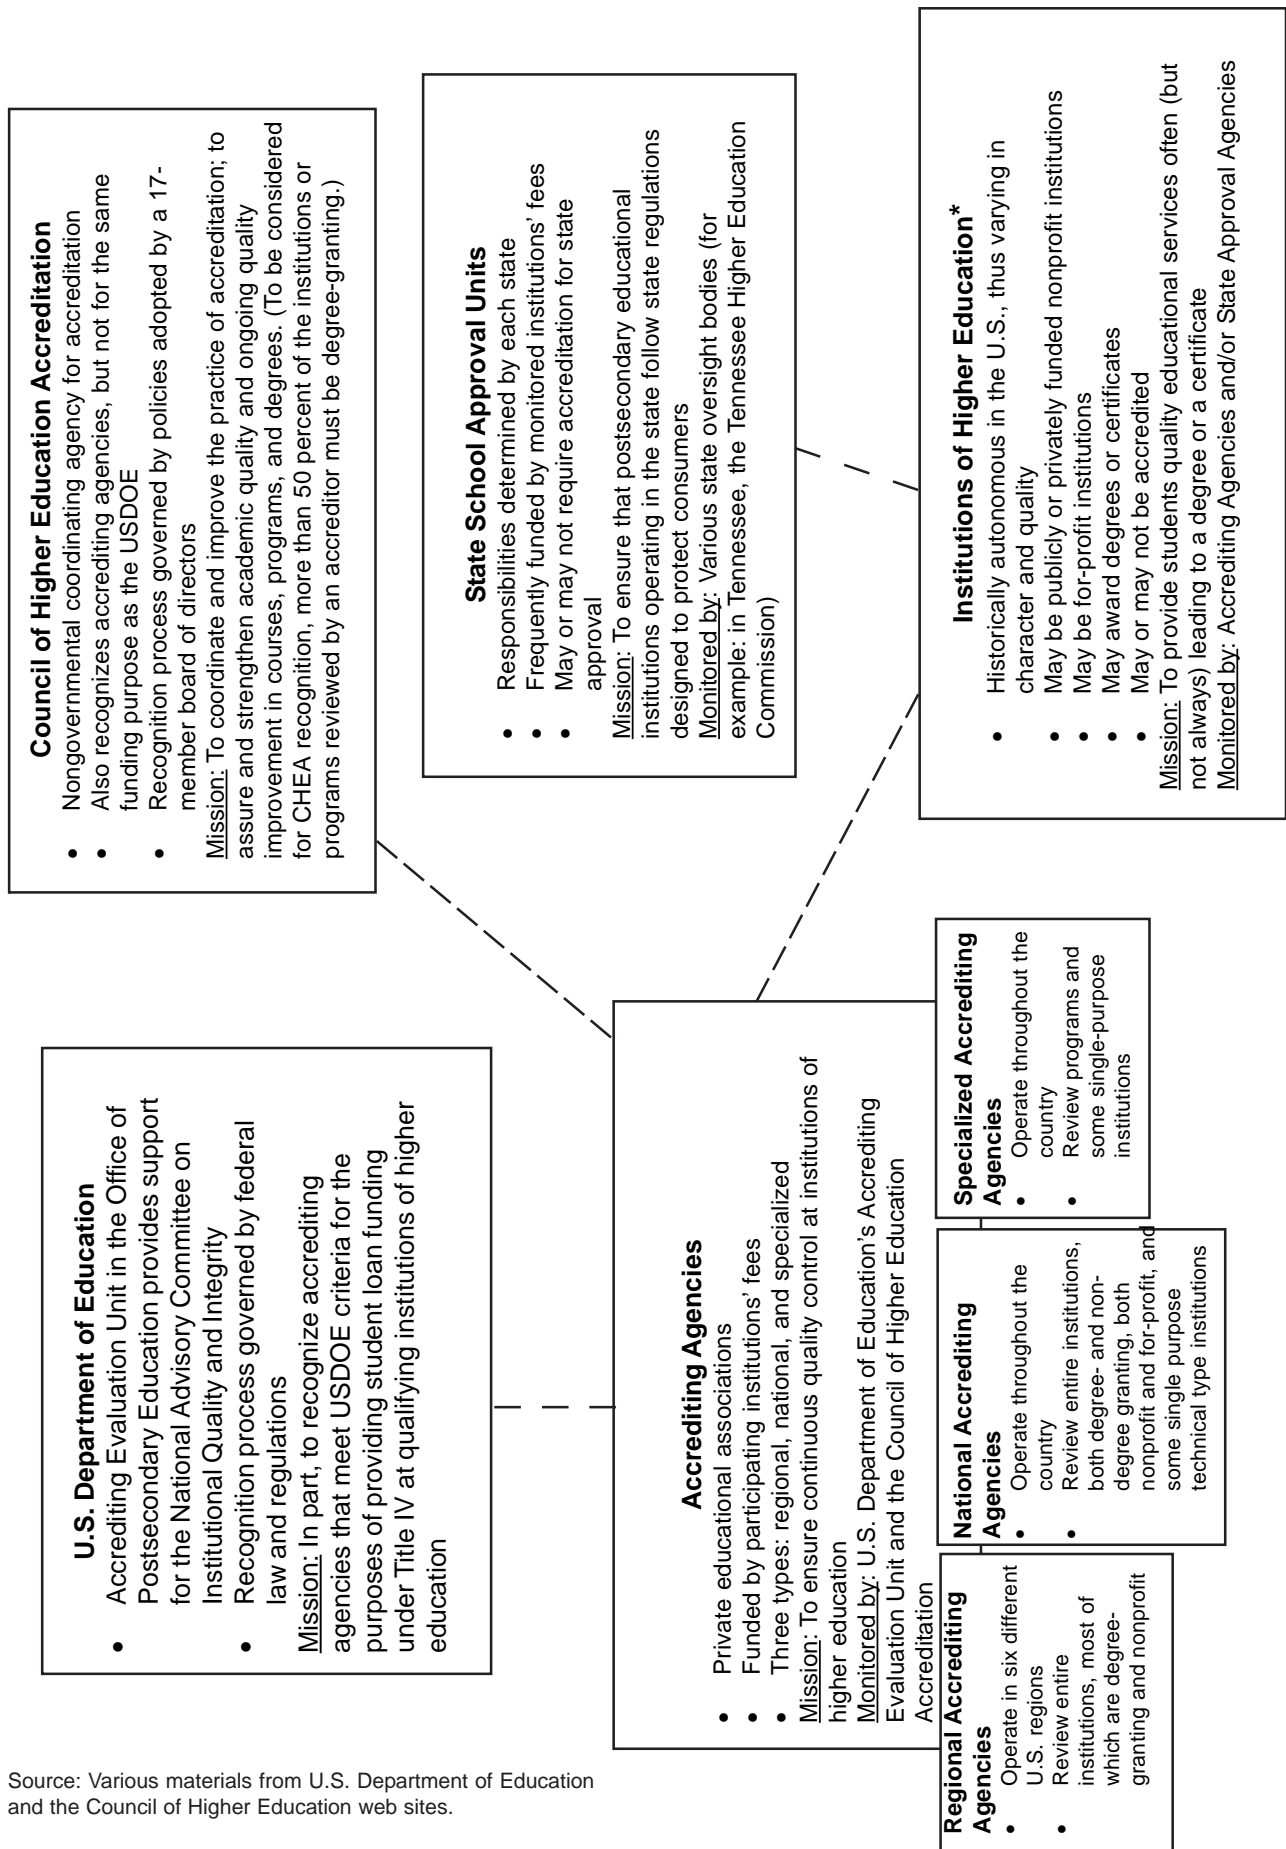 U.S. Department of Education
• Accrediting Evaluation Unit in the Office of
Postsecondary Education provides support
for the National Advisory Committee on
Institutional Quality and Integrity
• Recognition process governed by federal
law and regulations
Mission: In part, to recognize accrediting
agencies that meet USDOE criteria for the
purposes of providing student loan funding
under Title IV at qualifying institutions of higher
education
Council of Higher Education Accreditation
• Nongovernmental coordinating agency for accreditation
• Also recognizes accrediting agencies, but not for the same
funding purpose as the USDOE
• Recognition process governed by policies adopted by a 17-
member board of directors
Mission: To coordinate and improve the practice of accreditation; to
assure and strengthen academic quality and ongoing quality
improvement in courses, programs, and degrees. (To be considered
for CHEA recognition, more than 50 percent of the institutions or
programs reviewed by an accreditor must be degree-granting.)
State School Approval Units
• Responsibilities determined by each state
• Frequently funded by monitored institutions' fees
• May or may not require accreditation for state
approval
Mission: To ensure that postsecondary educational
institutions operating in the state follow state regulations
designed to protect consumers
Monitored by: Various state oversight bodies (for
example: in Tennessee, the Tennessee Higher Education
Commission)
Accrediting Agencies
• Private educational associations
• Funded by participating institutions' fees
• Three types: regional, national, and specialized
Mission: To ensure continuous quality control at institutions of
higher education
Monitored by: U.S. Department of Education's Accrediting
Evaluation Unit and the Council of Higher Education
Accreditation
Institutions of Higher Education*
• Historically autonomous in the U.S., thus varying in
character and quality
• May be publicly or privately funded nonprofit institutions
• May be for-profit institutions
• May award degrees or certificates
• May or may not be accredited
Mission: To provide students quality educational services often (but
not always) leading to a degree or a certificate
Monitored by: Accrediting Agencies and/or State Approval Agencies
Regional Accrediting
Agencies
• Operate in six different
U.S. regions
• Review entire
institutions, most of
which are degree-
granting and nonprofit
National Accrediting
Agencies
• Operate throughout the
country
• Review entire institutions,
both degree- and non-
degree granting, both
nonprofit and for-profit, and
some single purpose
technical type institutions
Specialized Accrediting
Agencies
• Operate throughout the
country
• Review programs and
some single-purpose
institutions
Source: Various materials from U.S. Department of Education
and the Council of Higher Education web sites.